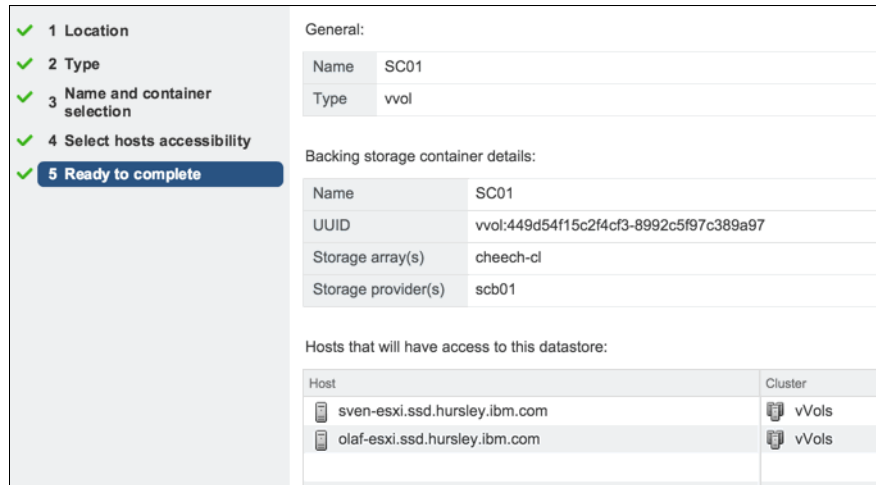 1 Location
2 Type
3 Name and container
selection
4 Select hosts accessibility
5 Ready to complete
General:
Name SC01
Type vvol
Backing storage container details:
Name SC01
UUID vvol:449d54f15c2f4cf3-8992c5f97c389a97
Storage array(s) cheech-cl
Storage provider(s) scb01
Hosts that will have access to this datastore:
Host Cluster
sven-esxi.ssd.hursley.ibm.com vVols
olaf-esxi.ssd.hursley.ibm.com vVols